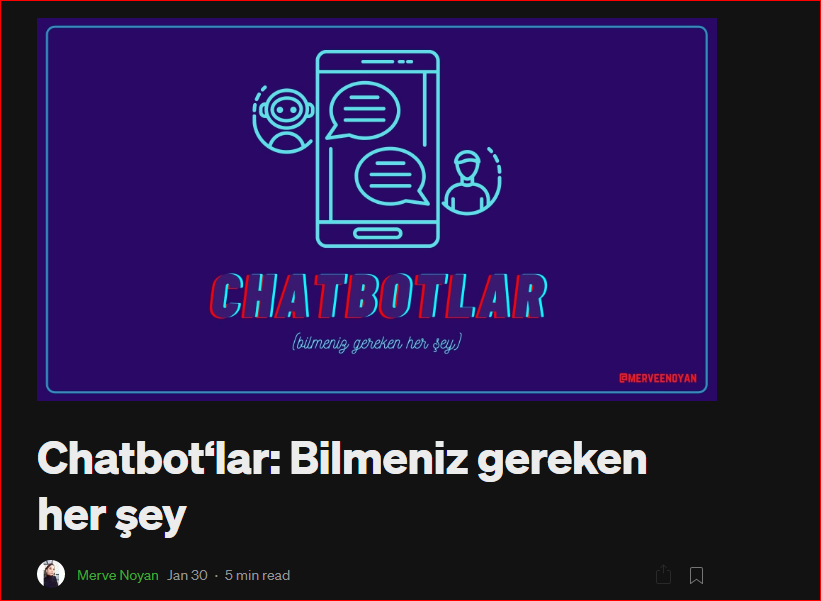 CHATBOTLAR
(bilmeniz gereken her şey)
@MERVEENOYAN
Chatbot‘lar: Bilmeniz gereken
her şey
Merve Noyan Jan 30 · 5 min read